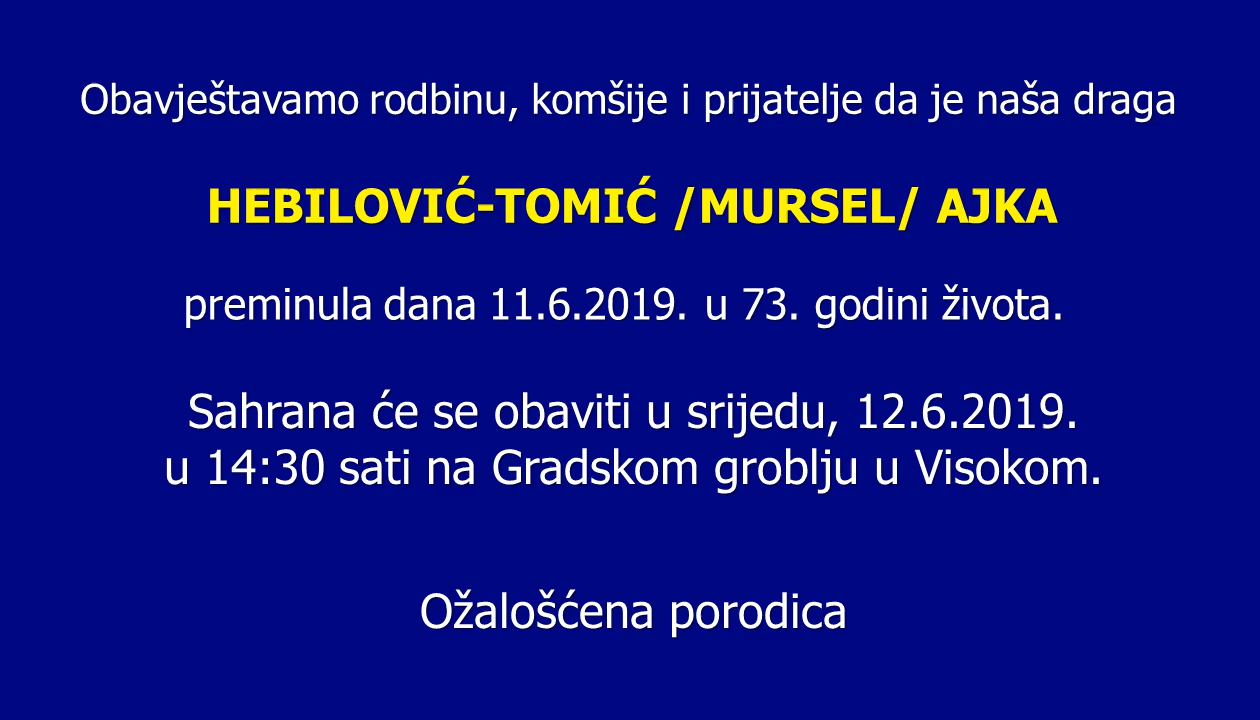 Obavještavamo rodbinu, komšije i prijatelje da je naša draga
HEBILOVIĆ-TOMIĆ /MURSEL/ AJKA
preminula dana 11.6.2019. u 73. godini života.
Sahrana će se obaviti u srijedu, 12.6.2019.
u 14:30 sati na Gradskom groblju u Visokom.
Ožalošćena porodica